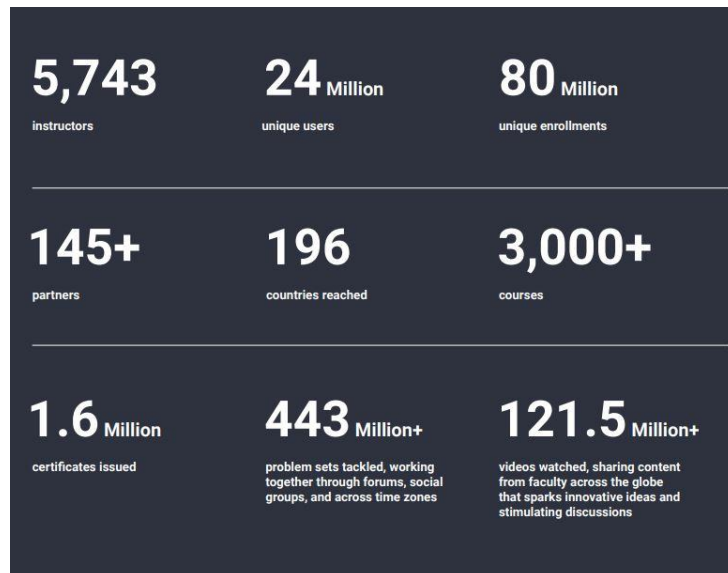 5,743
instructors
24 Million
unique users
80 Million
unique enrollments
145+
partners
196
countries reached
3,000+
courses
1.6 Million
certificates issued
443 Million+
problem sets tackled, working
together through forums, social
groups, and across time zones
121.5 Million+
videos watched, sharing content
from faculty across the globe
that sparks innovative ideas and
stimulating discussions